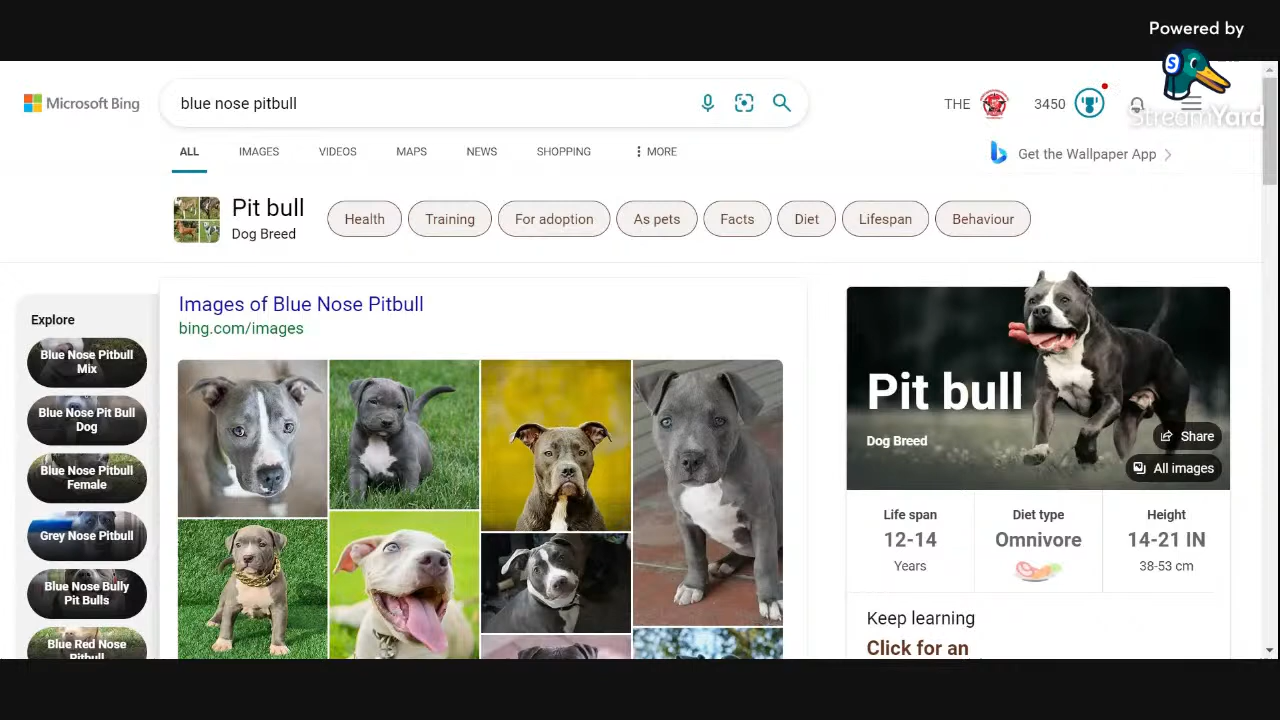 Powered by
StreamYard
Microsoft Bing
blue nose pitbull
THE
3450
ALL
IMAGES
VIDEOS
MAPS
NEWS
SHOPPING
MORE
Get the Wallpaper App
Pit bull
Dog Breed
Health
Training
For adoption
As pets
Facts
Diet
Lifespan
Behaviour
Explore
Blue Nose Pitbull
Mix
Blue Nose Pit Bull
Dog
Blue Nose Pitbull
Female
Grey Nose Pitbull
Blue Nose Bully
Pit Bulls
Blue Red Nose
Pitbull
Images of Blue Nose Pitbull
bing.com/images
Pit bull
Dog Breed
Share
All images
Life span
12-14
Years
Diet type
Omnivore
Height
14-21 IN
38-53 cm
Keep learning
Click for an